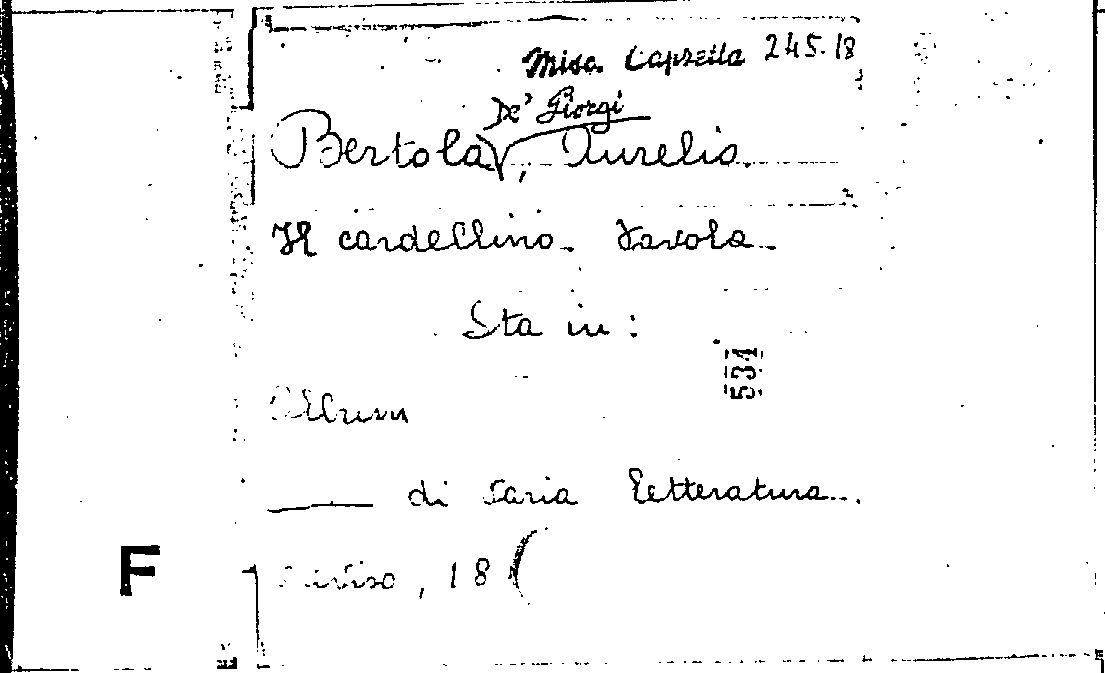 Misc. Capsella 245.18
De' Giorgi
Bertola, Aurelio.
Il cardellino. Favola.
Sta in:
534
Album
di varia letteratura...
Treviso, 18(
F